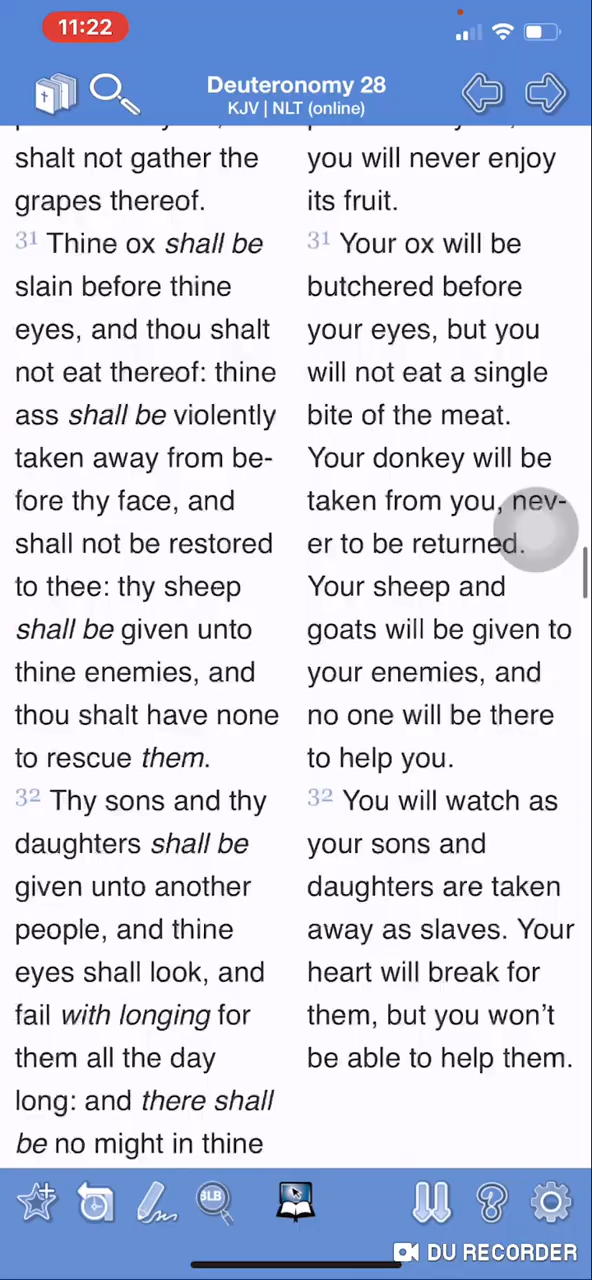 11:22
Deuteronomy 28
KJV | NLT (online)
shalt not gather the
grapes thereof.
31 Thine ox shall be
slain before thine
eyes, and thou shalt
not eat thereof: thine
ass shall be violently
taken away from be-
fore thy face, and
shall not be restored
to thee: thy sheep
shall be given unto
thine enemies, and
thou shalt have none
to rescue them.
32 Thy sons and thy
daughters shall be
given unto another
people, and thine
eyes shall look, and
fail with longing for
them all the day
long: and there shall
be no might in thine
you will never enjoy
its fruit.
31 Your ox will be
butchered before
your eyes, but you
will not eat a single
bite of the meat.
Your donkey will be
taken from you, nev-
er to be returned.
Your sheep and
goats will be given to
your enemies, and
no one will be there
to help you.
32 You will watch as
your sons and
daughters are taken
away as slaves. Your
heart will break for
them, but you won’t
be able to help them.
BLB
DU RECORDER